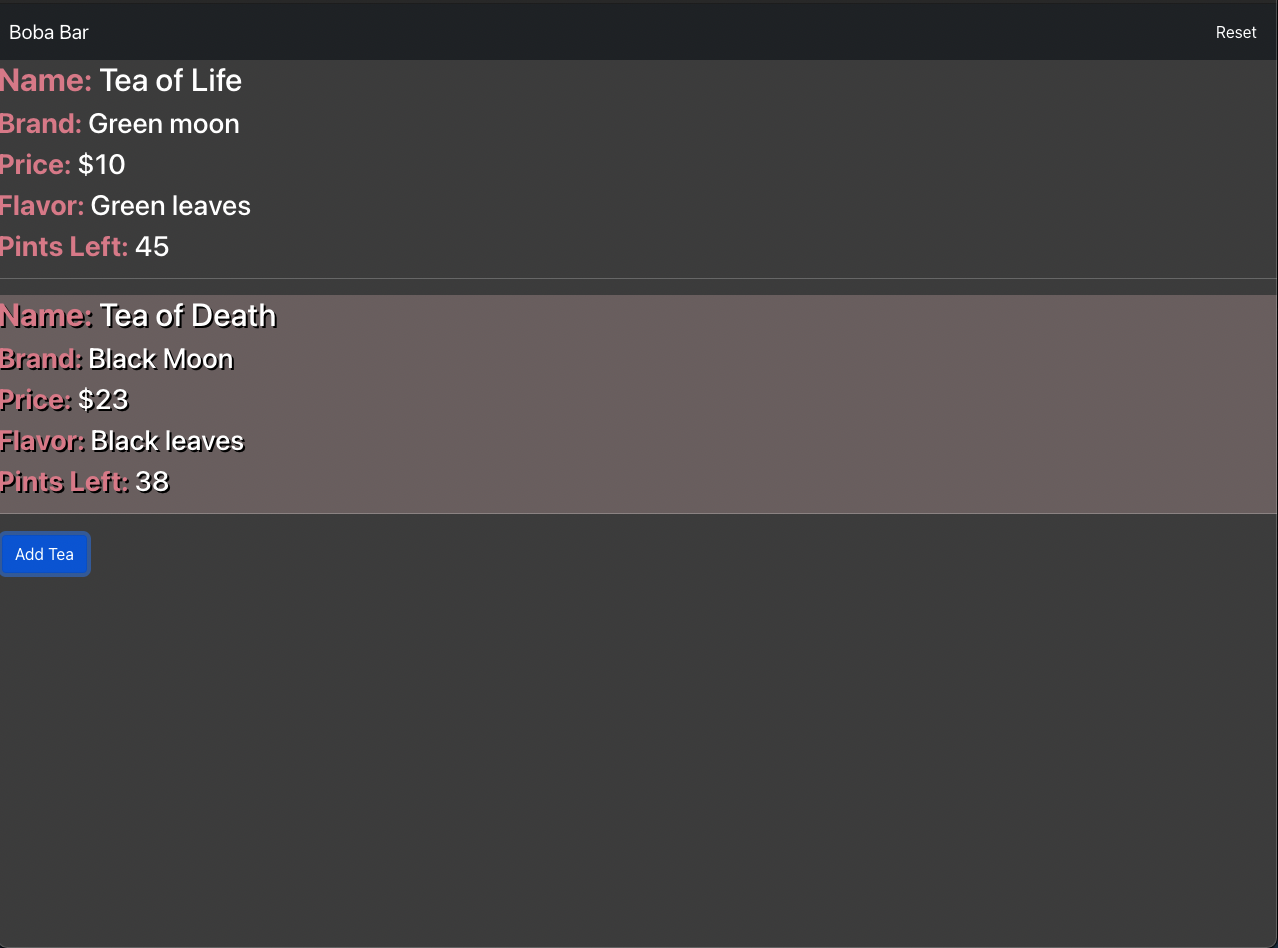 Boba Bar
Reset
Name: Tea of Life
Brand: Green moon
Price: $10
Flavor: Green leaves
Pints Left: 45
Name: Tea of Death
Brand: Black Moon
Price: $23
Flavor: Black leaves
Pints Left: 38
Add Tea